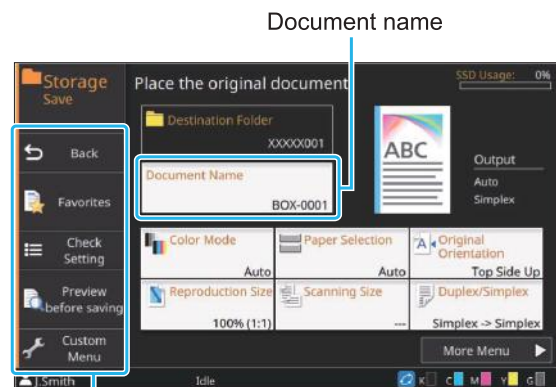 Document name
Storage
Save
Place the original document
SSD Usage: 0%
Destination Folder
XXXXX001
Document Name
BOX-0001
ABC
Output
Auto
Simplex
Back
Favorites
Check
Setting
Preview
before saving
Custom
Menu
Color Mode
Auto
Paper Selection
Auto
A
Original
Orientation
Top Side Up
Reproduction Size
100% (1:1)
Scanning Size
---
Duplex/Simplex
Simplex -> Simplex
More Menu
J.Smith
Idle
K C M Y G